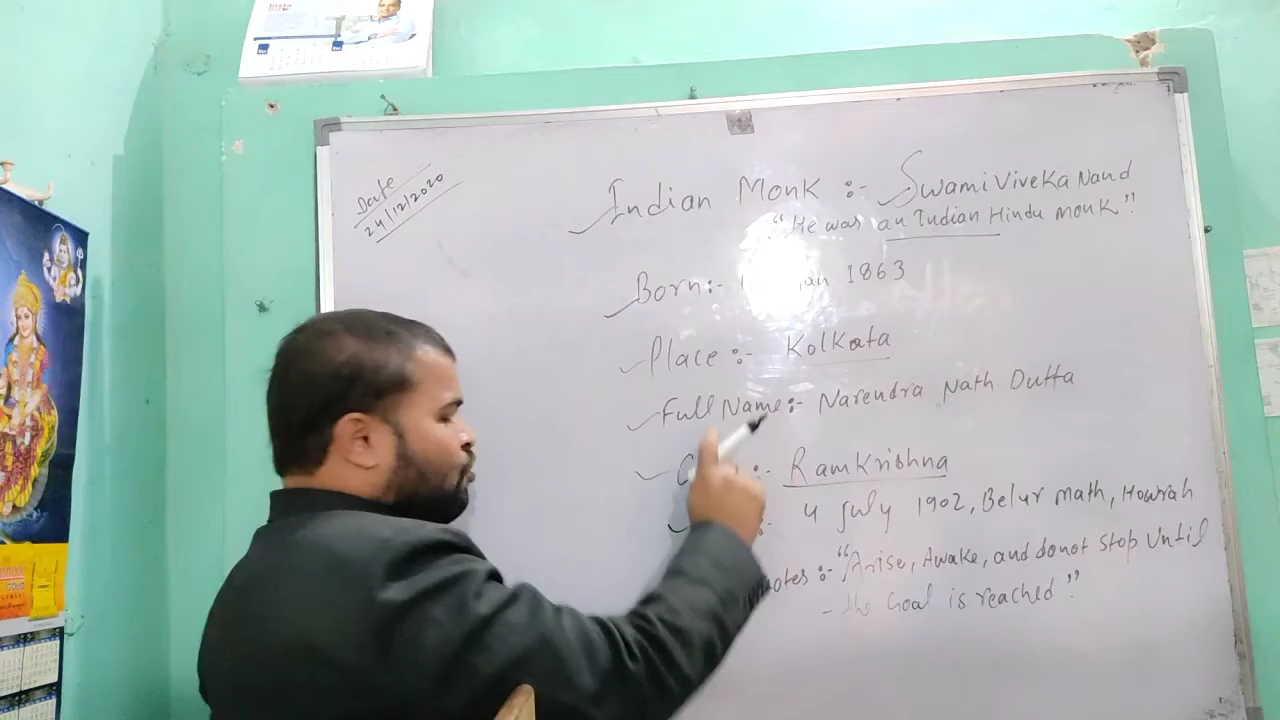 Date
24/12/2020
Indian Monk :- Swami Viveka Nand
"He was an Indian Hindu monk"
Born:- 1863
Place :- Kolkata
Full Name:- Narendra Nath Dutta
:- RamKrishna
4 July 1902, Belur Math, Howrah
:- "Arise, Awake, and donot stop Until
- the Goal is reached"